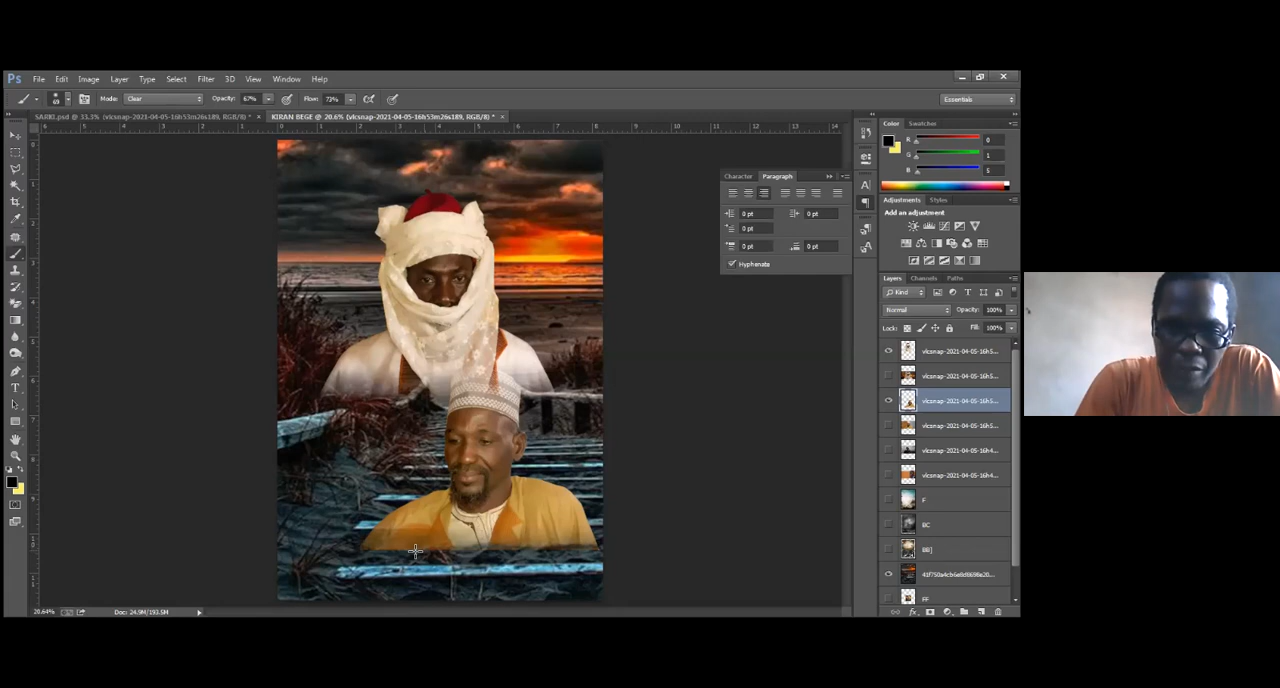 Ps File Edit Image Layer Type Select Filter 3D View Window Help
69 Mode: Clear Opacity: 67% Flow: 73% Essentials
SARKI.psd @ 33.3% (vlcsnap-2021-04-05-16h53m26s189, RGB/8) * × KIRAN BEGE @ 20.6% (vlcsnap-2021-04-05-16h53m26s189, RGB/8) * ×
Color Swatches
R 0
G 1
B 5
Character Paragraph
0 pt 0 pt
0 pt
0 pt 0 pt
Hyphenate
Adjustments Styles
Add an adjustment
Layers Channels Paths
Kind
Normal Opacity: 100%
Lock: Fill: 100%
vlcsnap-2021-04-05-16h5...
vlcsnap-2021-04-05-16h5...
vlcsnap-2021-04-05-16h5...
vlcsnap-2021-04-05-16h5...
vlcsnap-2021-04-05-16h4...
vlcsnap-2021-04-05-16h4...
F
BC
BB]
41f750a4cb6e0d8698e20...
FF
20.64% Doc: 24.9M/193.5M